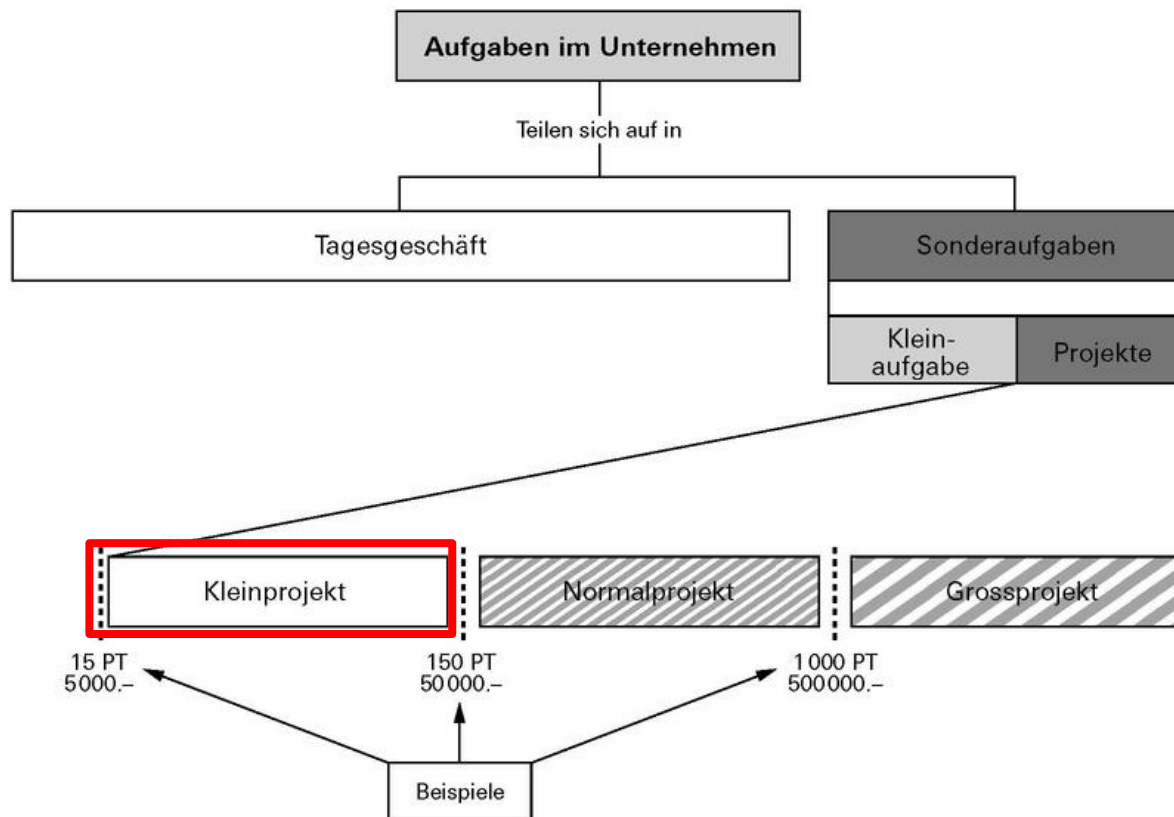 Aufgaben im Unternehmen
Teilen sich auf in
Tagesgeschäft
Sonderaufgaben
Klein-
aufgabe
Projekte
Kleinprojekt
Normalprojekt
Grossprojekt
15 PT
5000.–
150 PT
50000.–
1000 PT
500000.–
Beispiele